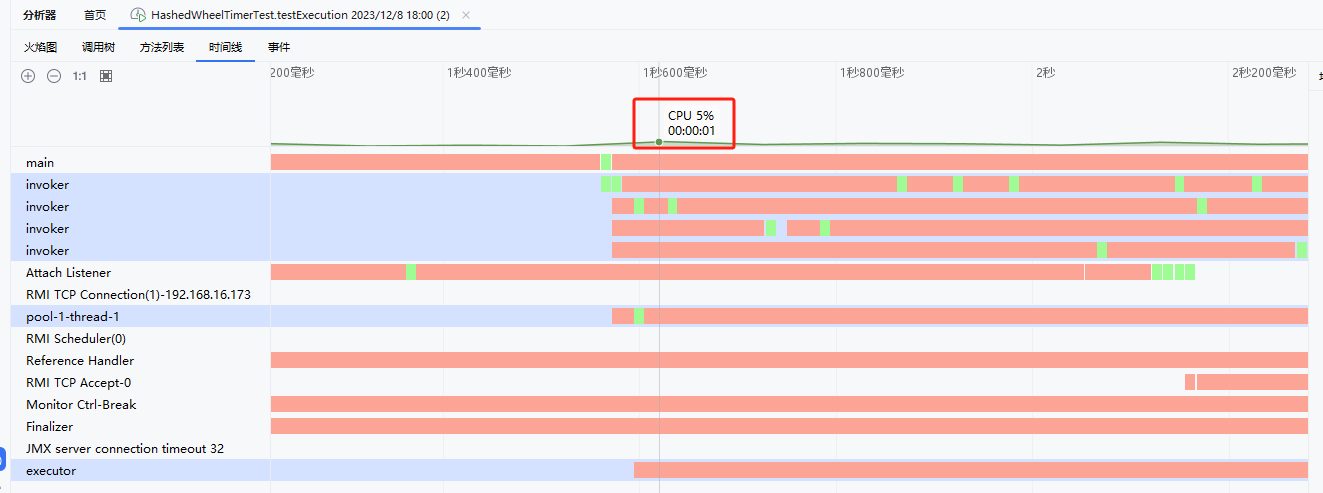 分析器 首页 HashedWheelTimerTest.testExecution 2023/12/8 18:00 (2)
火焰图 调用树 方法列表 时间线 事件
1:1 200毫秒 1秒400毫秒 1秒600毫秒 1秒800毫秒 2秒 2秒200毫秒
CPU 5%
00:00:01
main
invoker
invoker
invoker
invoker
Attach Listener
RMI TCP Connection(1)-192.168.16.173
pool-1-thread-1
RMI Scheduler(0)
Reference Handler
RMI TCP Accept-0
Monitor Ctrl-Break
Finalizer
JMX server connection timeout 32
executor